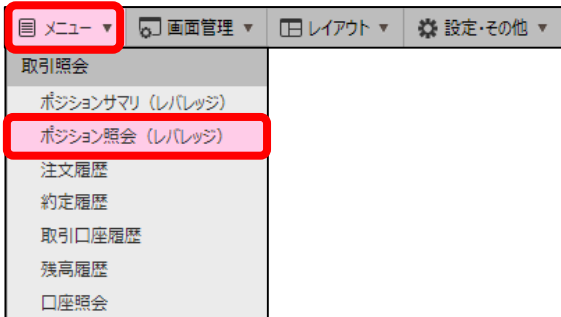 メニュー ▼ 画面管理 ▼ レイアウト ▼ 設定・その他 ▼
取引照会
ポジションサマリ（レバレッジ）
ポジション照会（レバレッジ）
注文履歴
約定履歴
取引口座履歴
残高履歴
口座照会